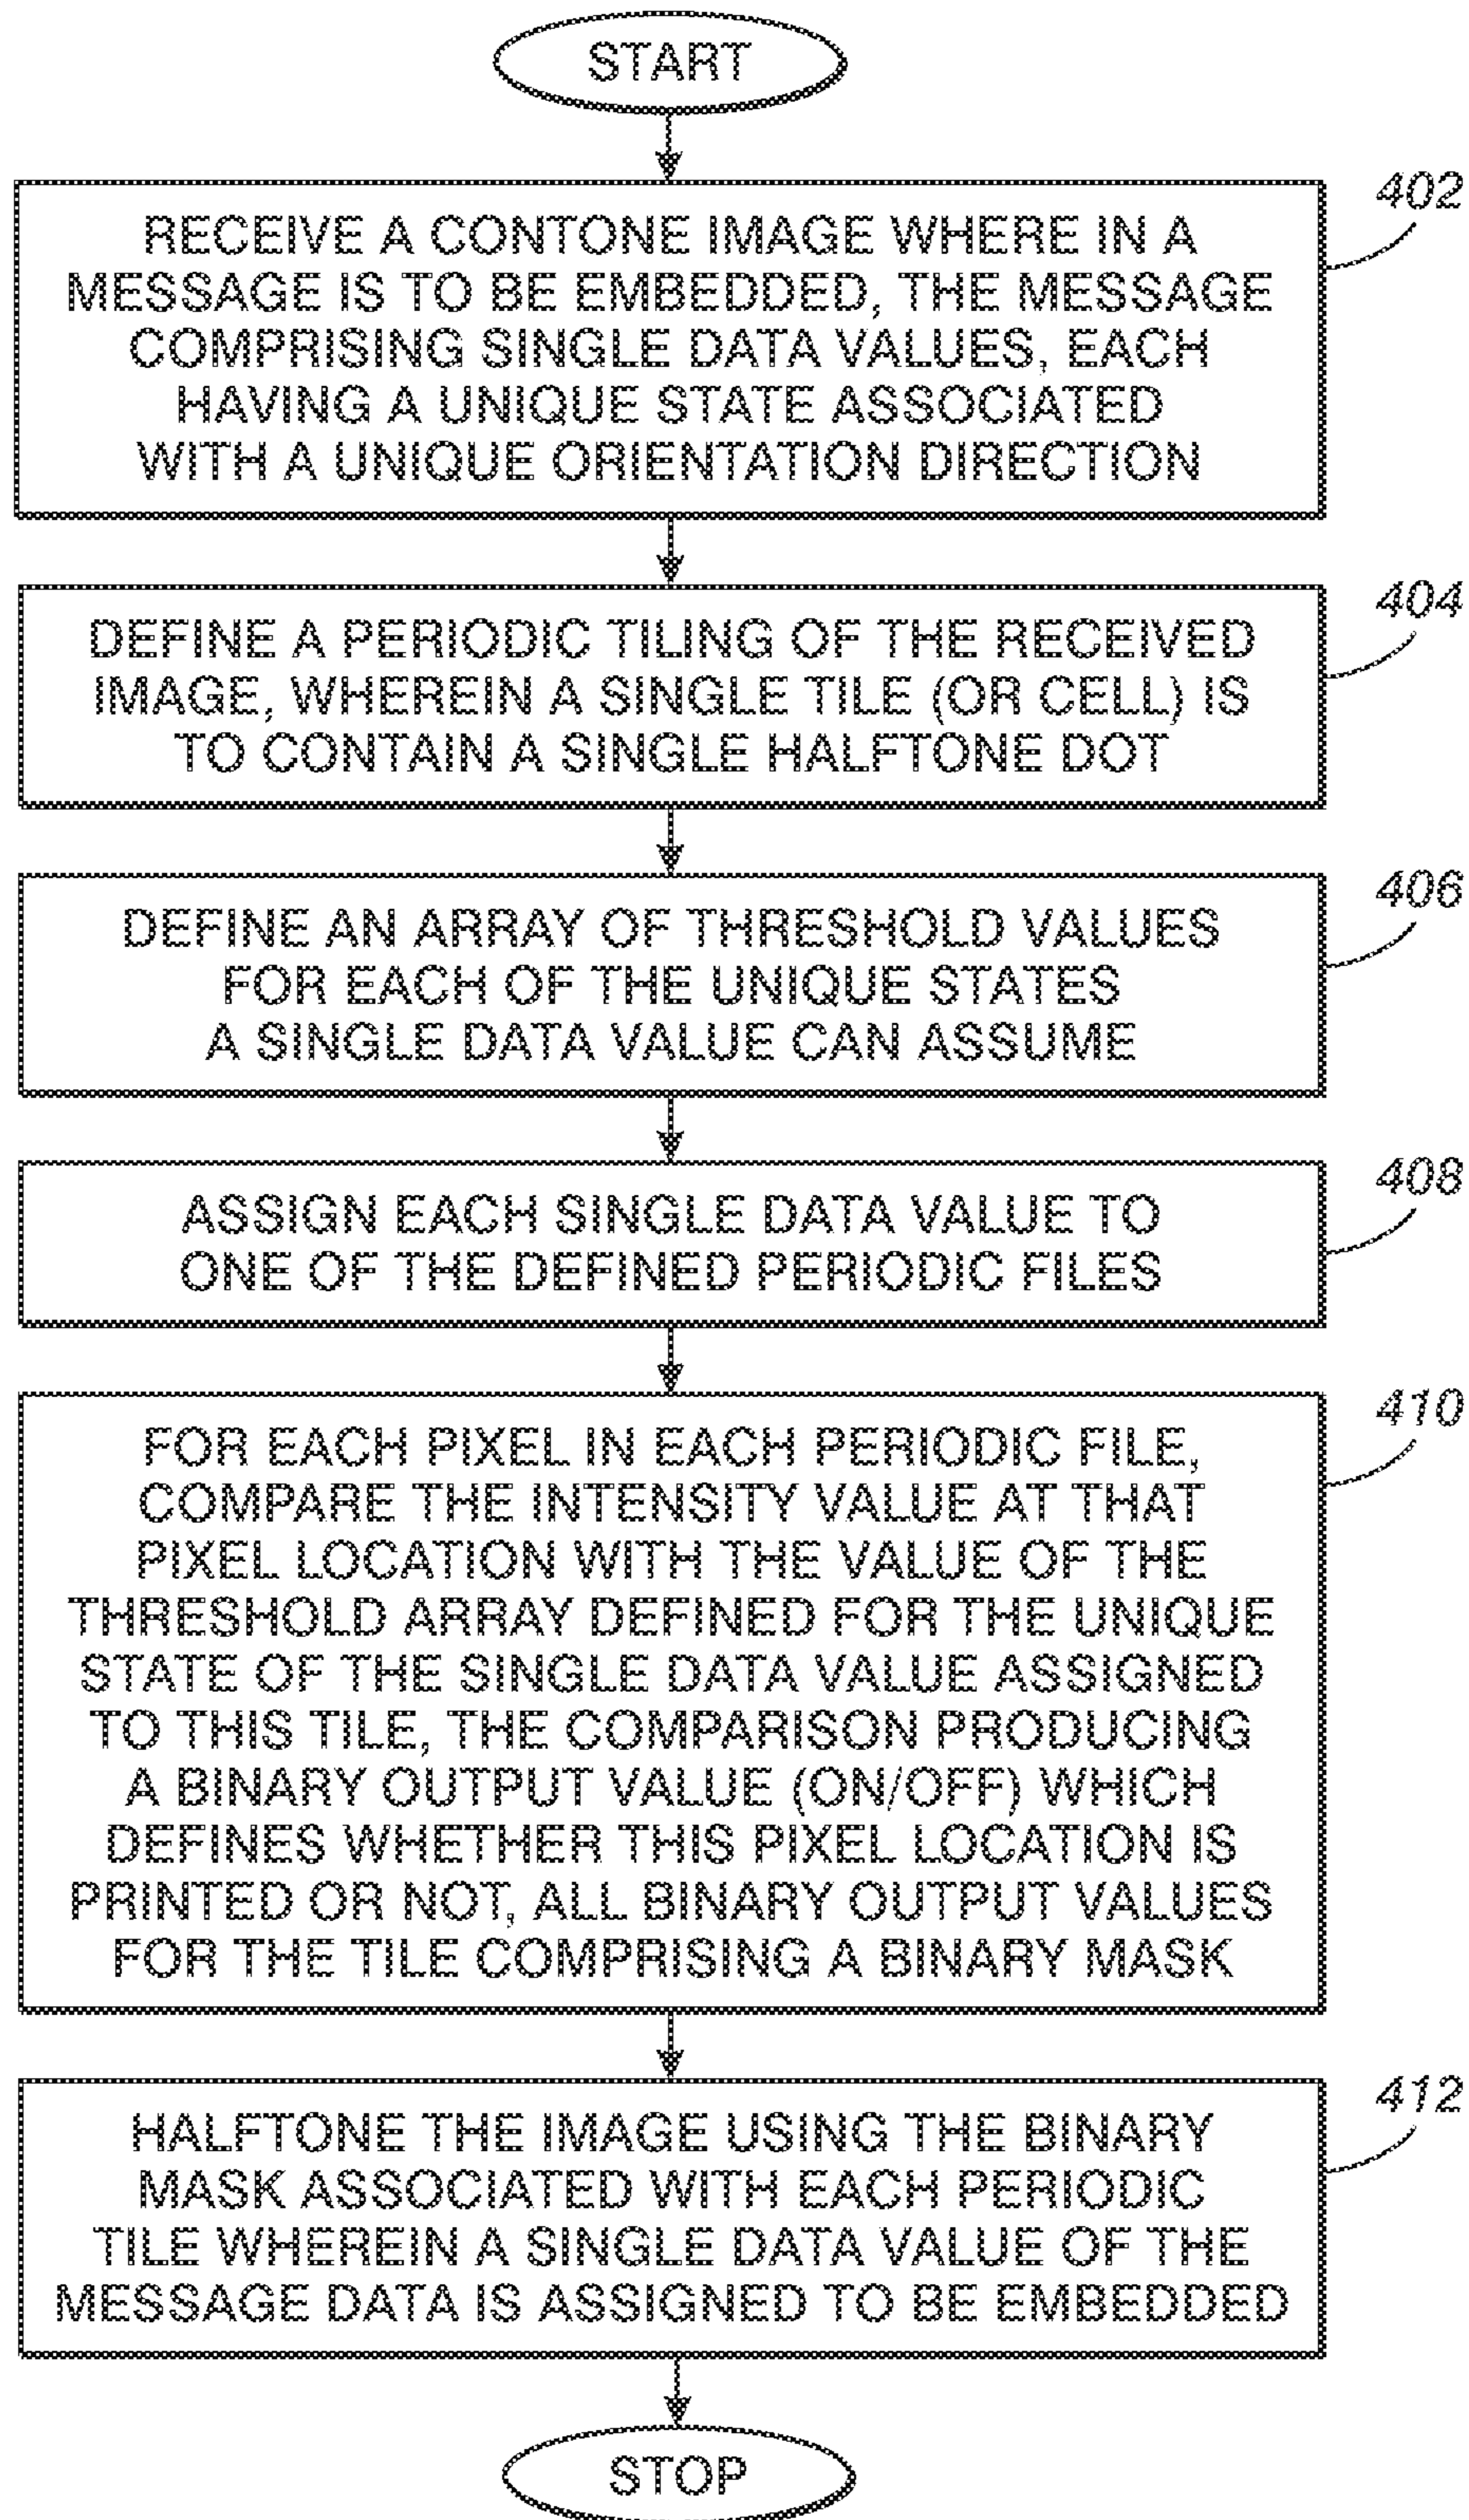 START
402
RECEIVE A CONTONE IMAGE WHERE IN A
MESSAGE IS TO BE EMBEDDED, THE MESSAGE
COMPRISING SINGLE DATA VALUES, EACH
HAVING A UNIQUE STATE ASSOCIATED
WITH A UNIQUE ORIENTATION DIRECTION
404
DEFINE A PERIODIC TILING OF THE RECEIVED
IMAGE, WHEREIN A SINGLE TILE (OR CELL) IS
TO CONTAIN A SINGLE HALFTONE DOT
406
DEFINE AN ARRAY OF THRESHOLD VALUES
FOR EACH OF THE UNIQUE STATES
A SINGLE DATA VALUE CAN ASSUME
408
ASSIGN EACH SINGLE DATA VALUE TO
ONE OF THE DEFINED PERIODIC FILES
410
FOR EACH PIXEL IN EACH PERIODIC FILE,
COMPARE THE INTENSITY VALUE AT THAT
PIXEL LOCATION WITH THE VALUE OF THE
THRESHOLD ARRAY DEFINED FOR THE UNIQUE
STATE OF THE SINGLE DATA VALUE ASSIGNED
TO THIS TILE, THE COMPARISON PRODUCING
A BINARY OUTPUT VALUE (ON/OFF) WHICH
DEFINES WHETHER THIS PIXEL LOCATION IS
PRINTED OR NOT, ALL BINARY OUTPUT VALUES
FOR THE TILE COMPRISING A BINARY MASK
412
HALFTONE THE IMAGE USING THE BINARY
MASK ASSOCIATED WITH EACH PERIODIC
TILE WHEREIN A SINGLE DATA VALUE OF THE
MESSAGE DATA IS ASSIGNED TO BE EMBEDDED
STOP